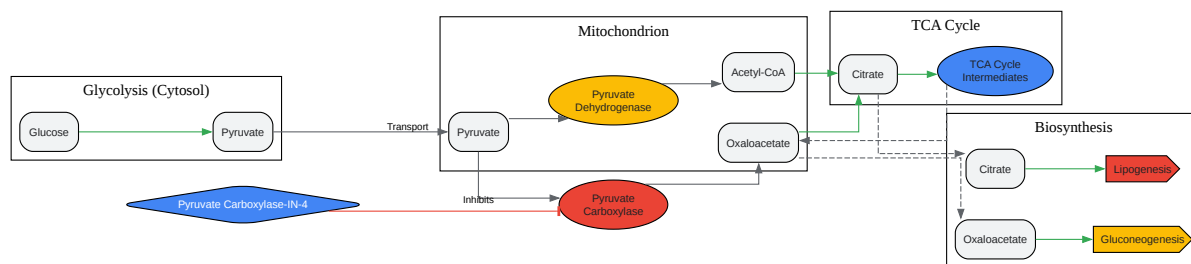 Glycolysis (Cytosol)
Glucose
Pyruvate
Transport
Mitochondrion
Pyruvate
Pyruvate
Dehydrogenase
Acetyl-CoA
Oxaloacetate
Pyruvate Carboxylase-IN-4
Inhibits
Pyruvate
Carboxylase
TCA Cycle
Citrate
TCA Cycle
Intermediates
Biosynthesis
Citrate
Lipogenesis
Oxaloacetate
Gluconeogenesis